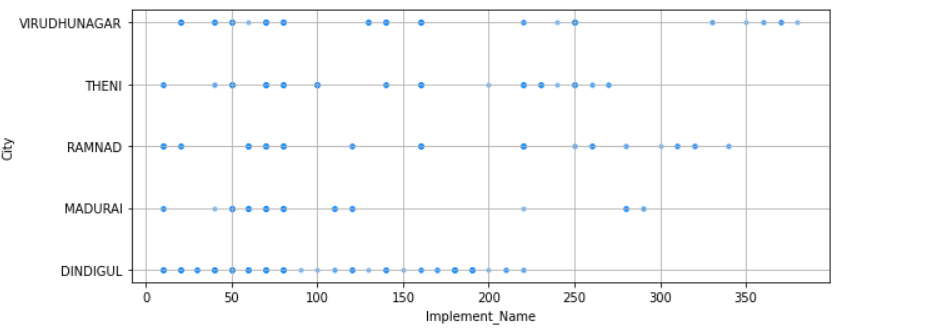 VIRUDHUNAGAR
THENI
RAMNAD
MADURAI
DINDIGUL
City
0 50 100 150 200 250 300 350
Implement_Name